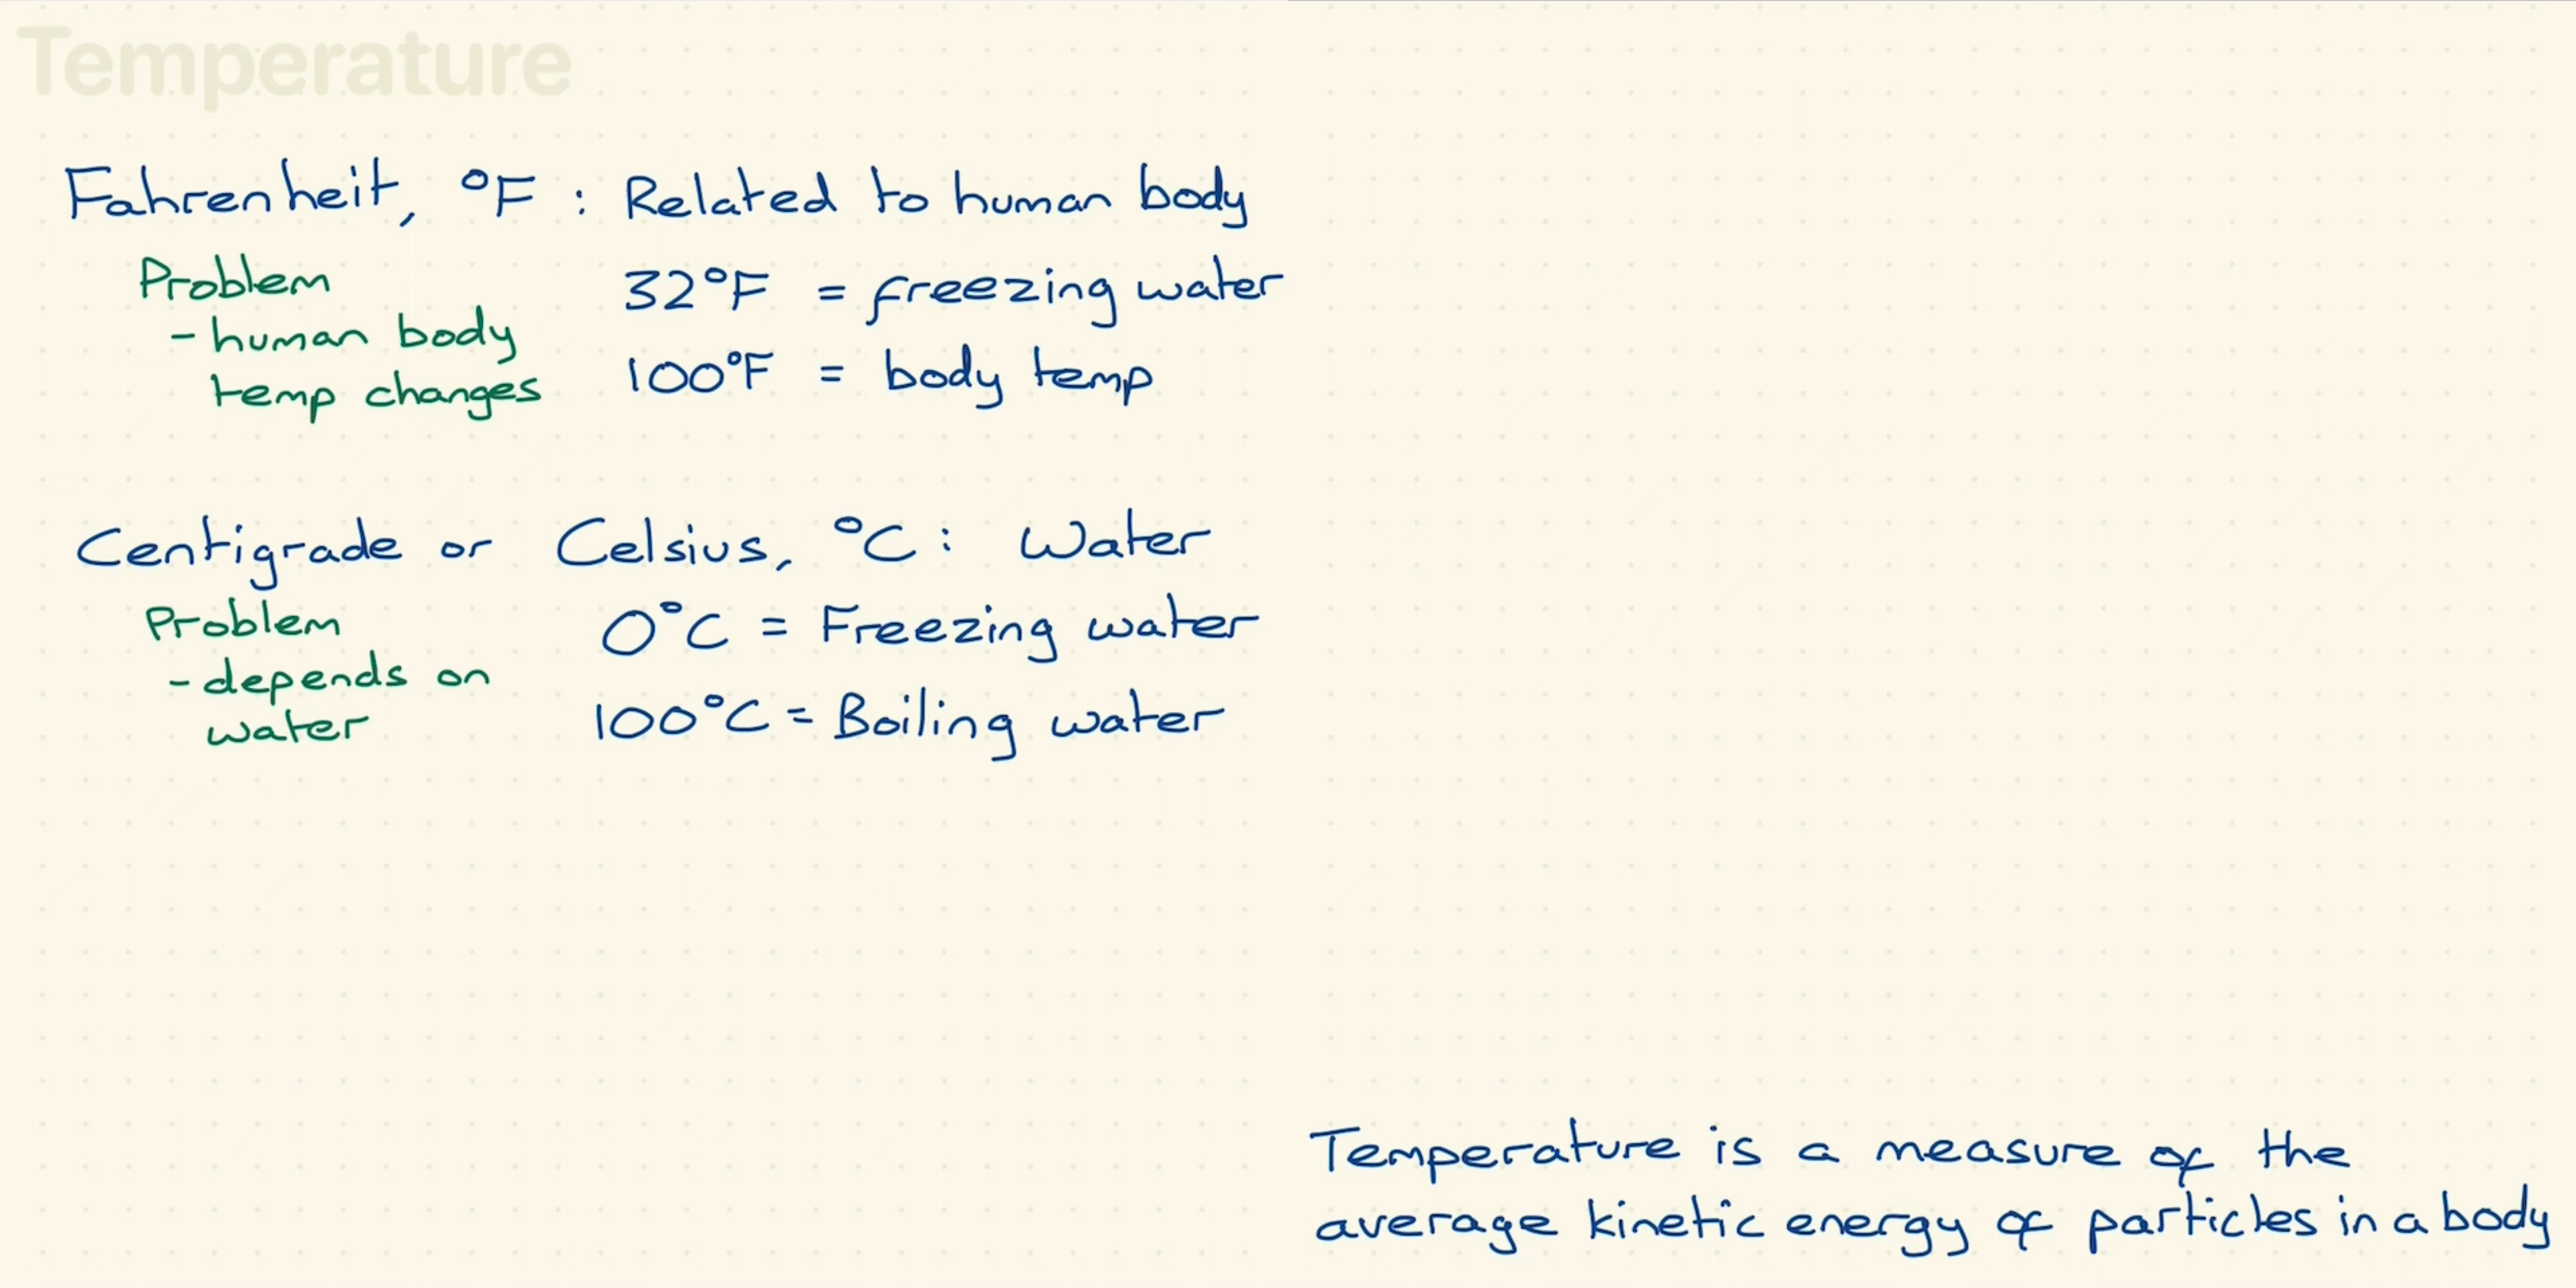 Temperature
Fahrenheit, °F : Related to human body
32°F = freezing water
100°F = body temp
Problem
- human body
temp changes
Centigrade or Celsius, °C : Water
0°C = Freezing water
100°C = Boiling water
Problem
- depends on
water
Temperature is a measure of the
average kinetic energy of particles in a body